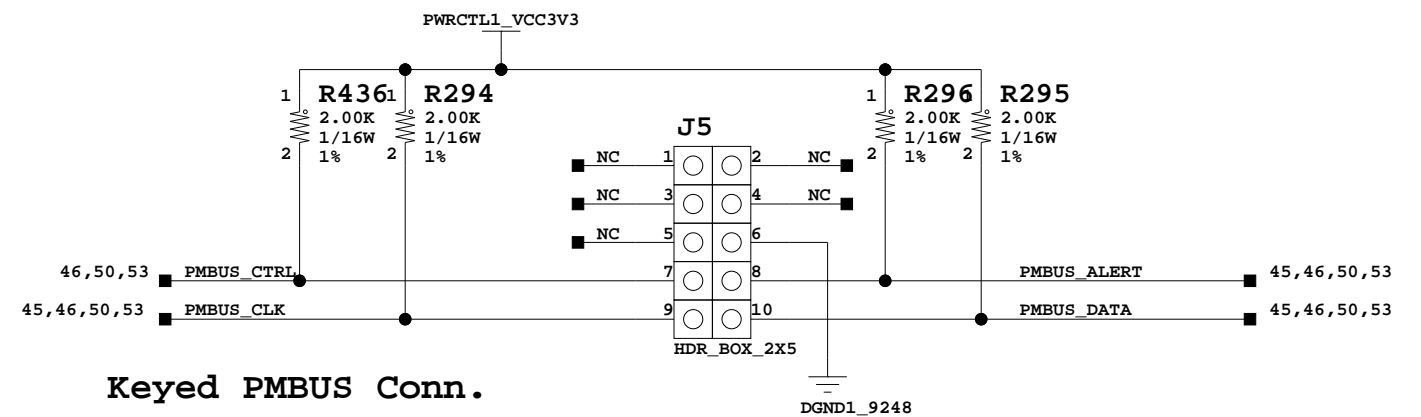 PWRCTL1_VCC3V3
1 R436 1 R294 1 R296 1 R295
2.00K 2.00K 2.00K 2.00K
1/16W 1/16W 1/16W 1/16W
2 1% 2 1% 2 1% 2 1%
J5
NC 1 2 NC
NC 3 4 NC
NC 5 6
46,50,53 PMBUS_CTRL 7 8 PMBUS_ALERT 45,46,50,53
45,46,50,53 PMBUS_CLK 9 10 PMBUS_DATA 45,46,50,53
HDR_BOX_2X5
Keyed PMBUS Conn.
DGND1_9248